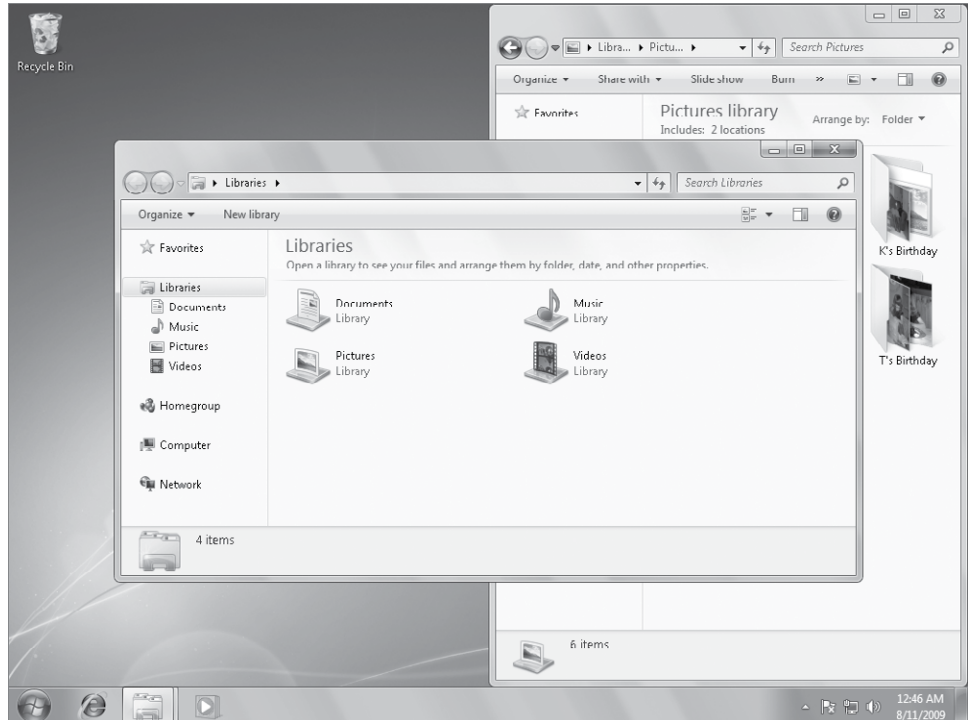 Recycle Bin
Libra... Pictu... Search Pictures
Organize Share with Slide show Burn »
Favorites
Pictures library
Includes: 2 locations
Arrange by: Folder
K's Birthday
T's Birthday
6 items
Libraries Search Libraries
Organize New library
Favorites
Libraries
Documents
Music
Pictures
Videos
Homegroup
Computer
Network
Libraries
Open a library to see your files and arrange them by folder, date, and other properties.
Documents
Library
Music
Library
Pictures
Library
Videos
Library
4 items
12:46 AM
8/11/2009